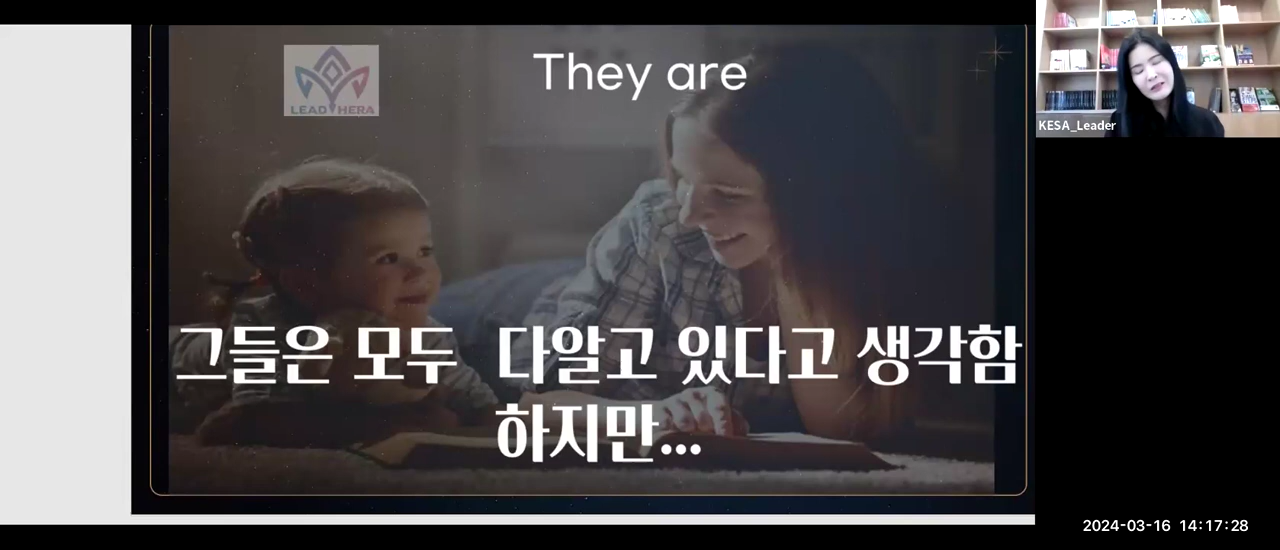 They are
LEAD HERA
그들은 모두 다알고 있다고 생각함
하지만...
KESA_Leader
2024-03-16 14:17:28